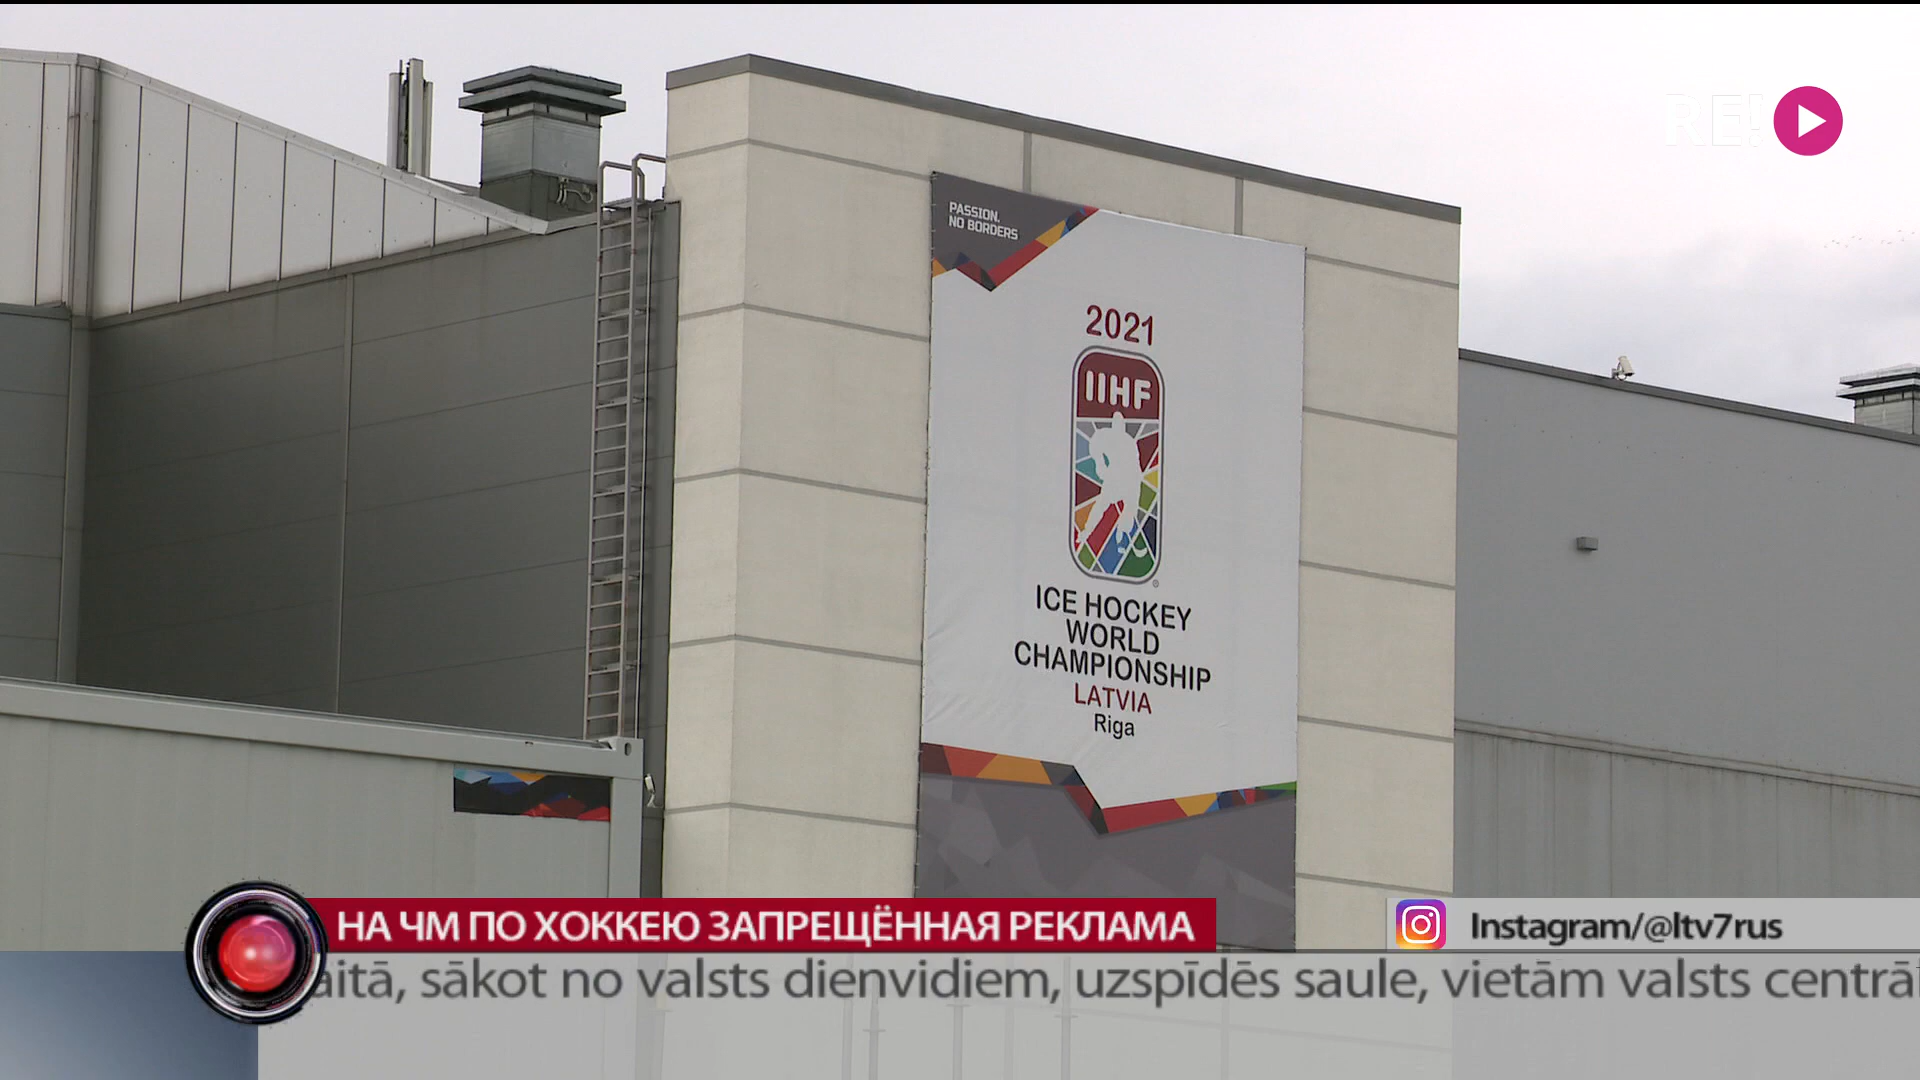 RE!
PASSION.
NO BORDERS
2021
IIHF
ICE HOCKEY
WORLD
CHAMPIONSHIP
LATVIA
Riga
НА ЧМ ПО ХОККЕЮ ЗАПРЕЩЁННАЯ РЕКЛАМА
Instagram/@ltv7rus
aitā, sākot no valsts dienvidiem, uzspīdēs saule, vietām valsts centrā